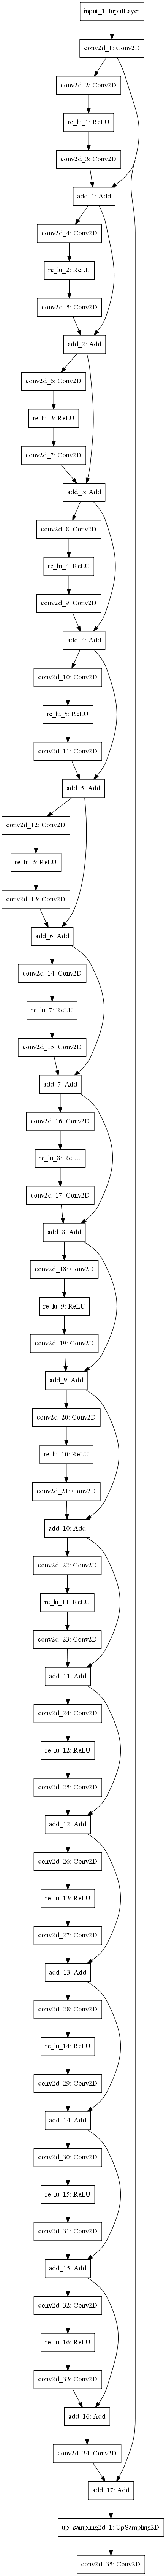 input_1: InputLayer
conv2d_1: Conv2D
conv2d_2: Conv2D
re_lu_1: ReLU
conv2d_3: Conv2D
add_1: Add
conv2d_4: Conv2D
re_lu_2: ReLU
conv2d_5: Conv2D
add_2: Add
conv2d_6: Conv2D
re_lu_3: ReLU
conv2d_7: Conv2D
add_3: Add
conv2d_8: Conv2D
re_lu_4: ReLU
conv2d_9: Conv2D
add_4: Add
conv2d_10: Conv2D
re_lu_5: ReLU
conv2d_11: Conv2D
add_5: Add
conv2d_12: Conv2D
re_lu_6: ReLU
conv2d_13: Conv2D
add_6: Add
conv2d_14: Conv2D
re_lu_7: ReLU
conv2d_15: Conv2D
add_7: Add
conv2d_16: Conv2D
re_lu_8: ReLU
conv2d_17: Conv2D
add_8: Add
conv2d_18: Conv2D
re_lu_9: ReLU
conv2d_19: Conv2D
add_9: Add
conv2d_20: Conv2D
re_lu_10: ReLU
conv2d_21: Conv2D
add_10: Add
conv2d_22: Conv2D
re_lu_11: ReLU
conv2d_23: Conv2D
add_11: Add
conv2d_24: Conv2D
re_lu_12: ReLU
conv2d_25: Conv2D
add_12: Add
conv2d_26: Conv2D
re_lu_13: ReLU
conv2d_27: Conv2D
add_13: Add
conv2d_28: Conv2D
re_lu_14: ReLU
conv2d_29: Conv2D
add_14: Add
conv2d_30: Conv2D
re_lu_15: ReLU
conv2d_31: Conv2D
add_15: Add
conv2d_32: Conv2D
re_lu_16: ReLU
conv2d_33: Conv2D
add_16: Add
conv2d_34: Conv2D
add_17: Add
up_sampling2d_1: UpSampling2D
conv2d_35: Conv2D